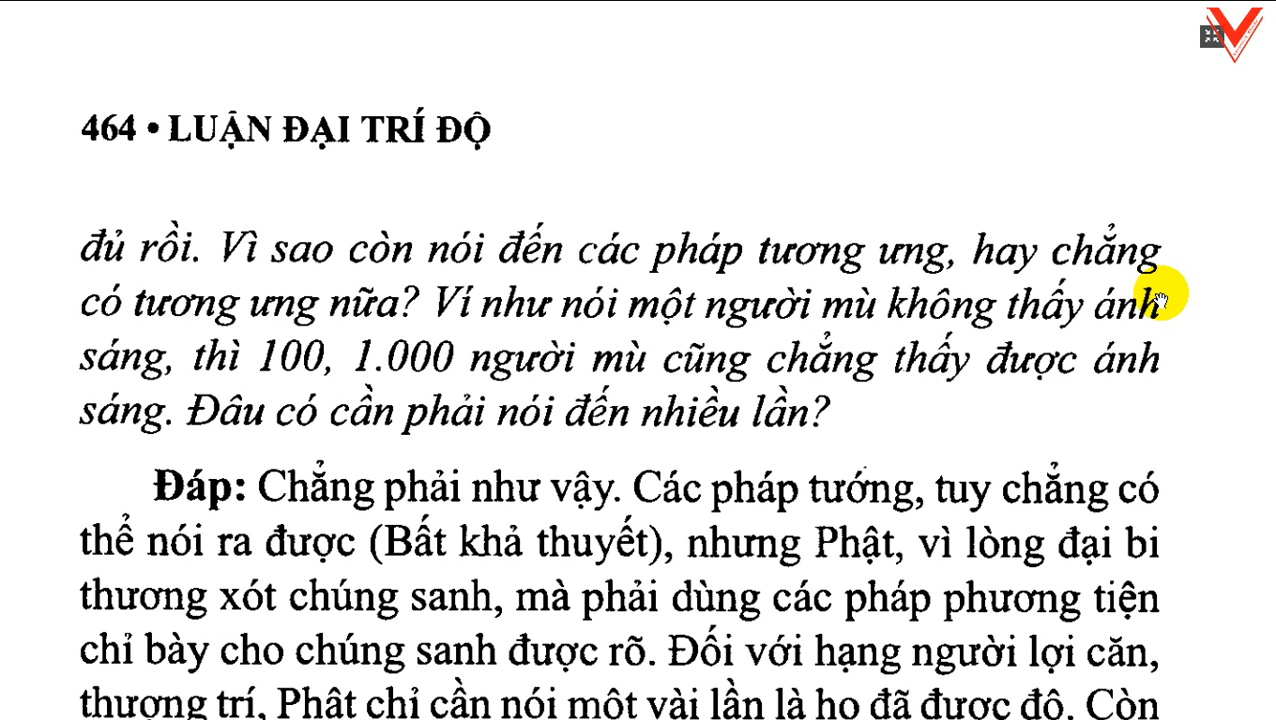 464 • LUẬN ĐẠI TRÍ ĐỘ
đủ rồi. Vì sao còn nói đến các pháp tương ưng, hay chẳng
có tương ưng nữa? Ví như nói một người mù không thấy ánh
sáng, thì 100, 1.000 người mù cũng chẳng thấy được ánh
sáng. Đâu có cần phải nói đến nhiều lần?
Đáp: Chẳng phải như vậy. Các pháp tướng, tuy chẳng có
thể nói ra được (Bất khả thuyết), nhưng Phật, vì lòng đại bi
thương xót chúng sanh, mà phải dùng các pháp phương tiện
chỉ bày cho chúng sanh được rõ. Đối với hạng người lợi căn,
thượng trí, Phật chỉ cần nói một vài lần là họ đã được độ. Còn